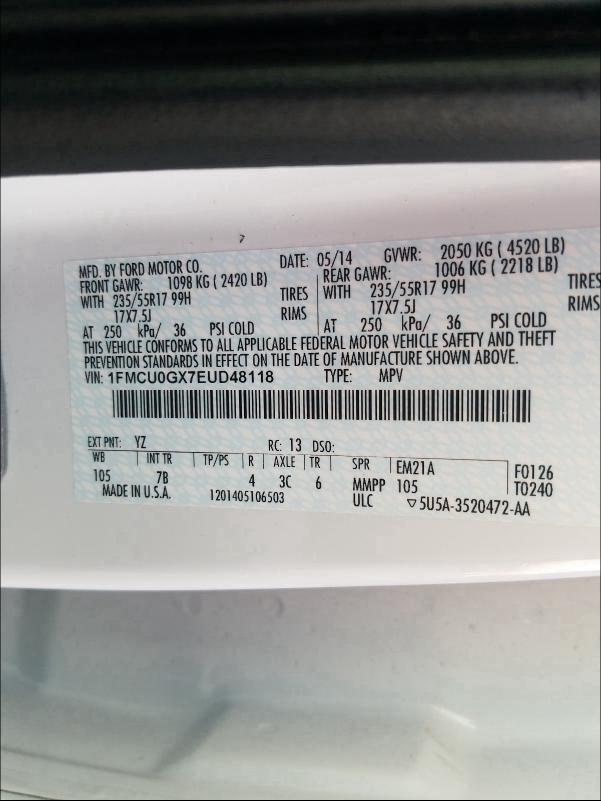 MFD. BY FORD MOTOR CO. DATE: 05/14 GVWR: 2050 KG ( 4520 LB)
FRONT GAWR: 1098 KG ( 2420 LB) REAR GAWR: 1006 KG ( 2218 LB)
WITH 235/55R17 99H TIRES WITH 235/55R17 99H TIRES
17X7.5J RIMS 17X7.5J RIMS
AT 250 kPa/ 36 PSI COLD AT 250 kPa/ 36 PSI COLD
THIS VEHICLE CONFORMS TO ALL APPLICABLE FEDERAL MOTOR VEHICLE SAFETY AND THEFT
PREVENTION STANDARDS IN EFFECT ON THE DATE OF MANUFACTURE SHOWN ABOVE.
VIN: 1FMCU0GX7EUD48118 TYPE: MPV
EXT PNT: YZ RC: 13 DSO:
WB INT TR TP/PS R AXLE TR SPR EM21A F0126
105 7B 4 3C 6 MMPP 105 T0240
MADE IN U.S.A. 1201405106503 ULC ▽5U5A-3520472-AA